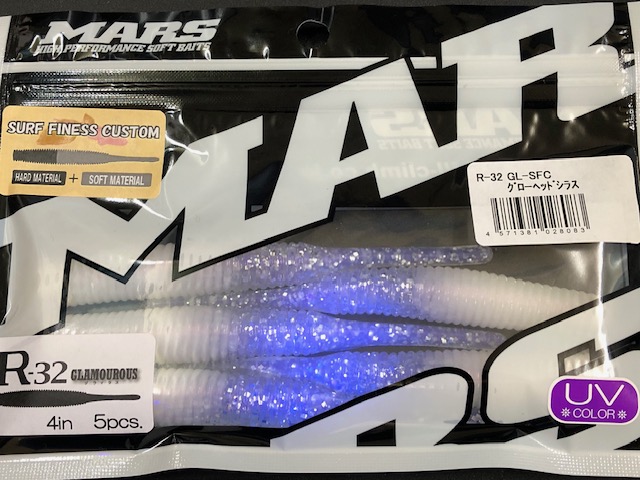 MARS
HIGH PERFORMANCE SOFT BAITS
SURF FINESS CUSTOM
HARD MATERIAL + SOFT MATERIAL
MARS
R-32 GL-SFC
グローヘッドシラス
4 571381 028083
R-32 GLAMOUROUS
4in 5pcs.
UV
COLOR